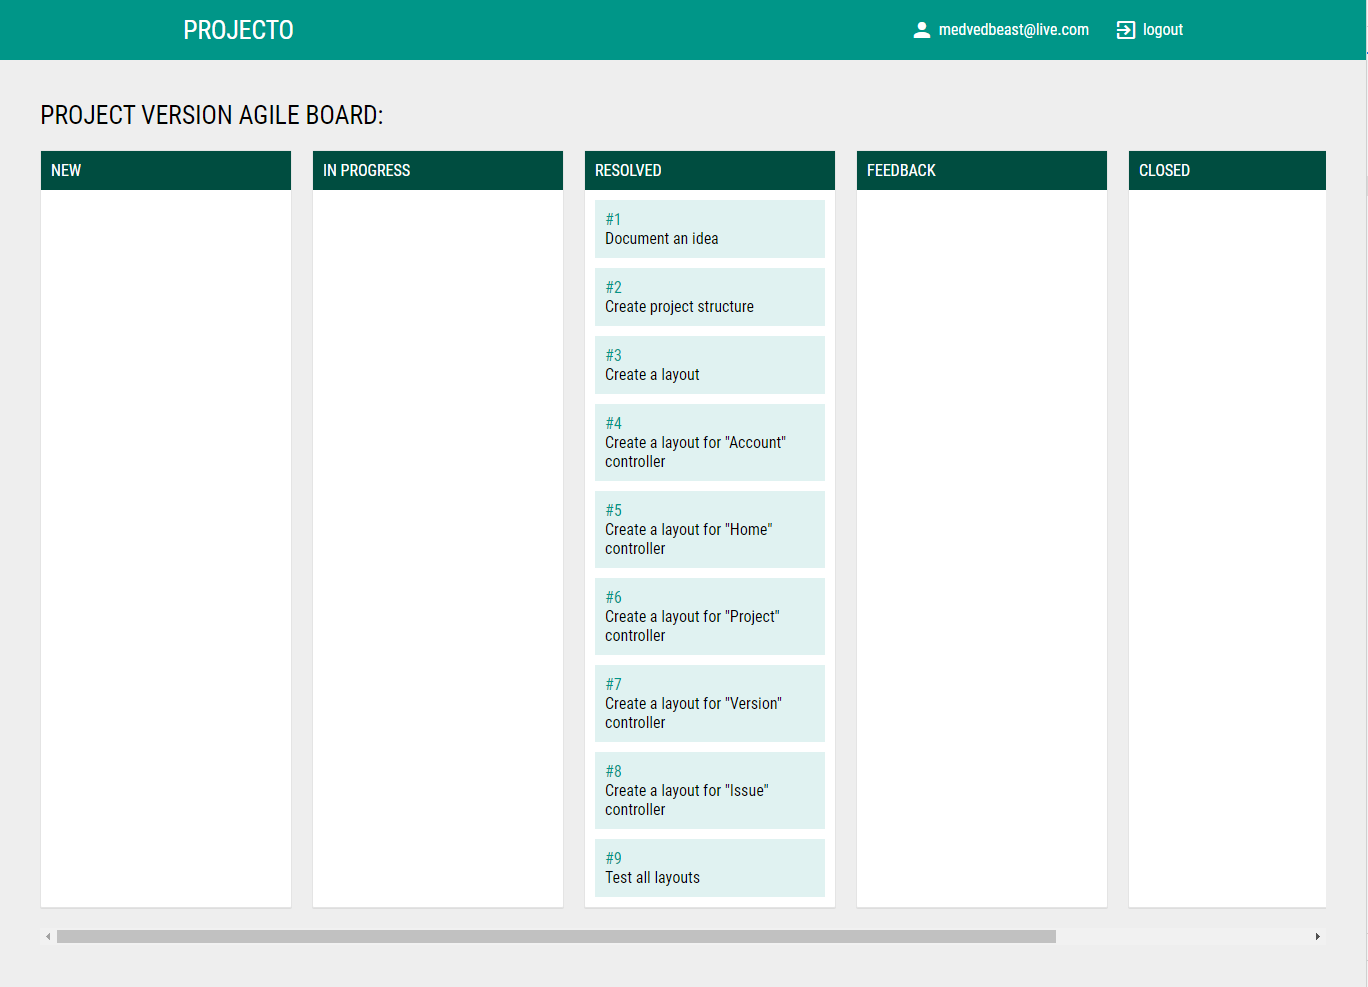 PROJECTO
medvedbeast@live.com
logout
PROJECT VERSION AGILE BOARD:
NEW
IN PROGRESS
RESOLVED
FEEDBACK
CLOSED
#1
Document an idea
#2
Create project structure
#3
Create a layout
#4
Create a layout for "Account"
controller
#5
Create a layout for "Home"
controller
#6
Create a layout for "Project"
controller
#7
Create a layout for "Version"
controller
#8
Create a layout for "Issue"
controller
#9
Test all layouts